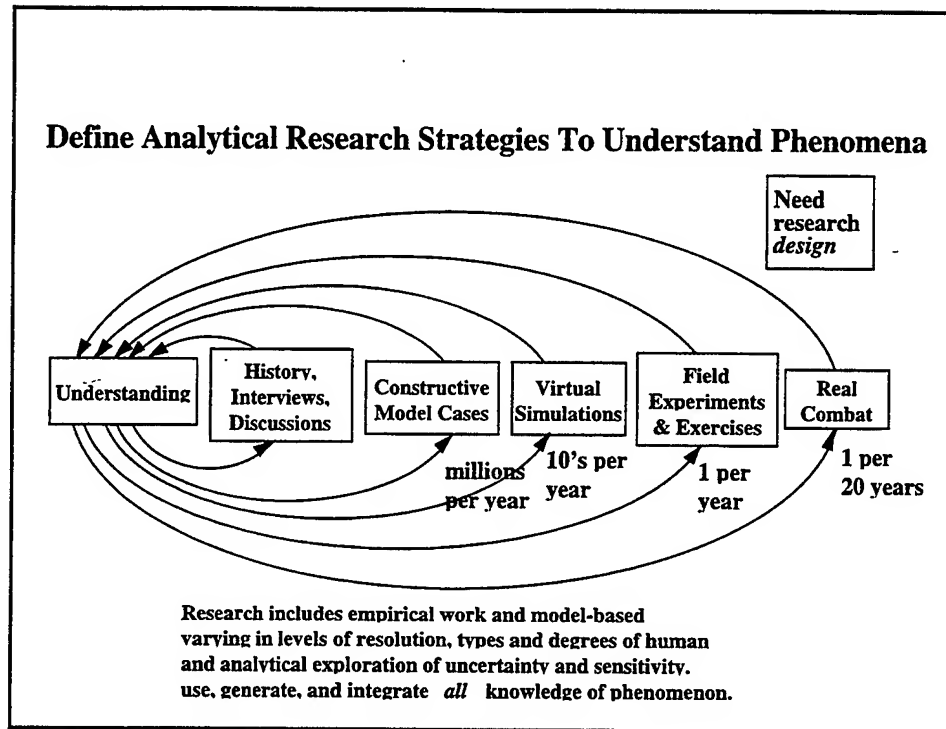 Define Analytical Research Strategies To Understand Phenomena
Need
research
design
Understanding
History,
Interviews,
Discussions
Constructive
Model Cases
Virtual
Simulations
Field
Experiments
& Exercises
Real
Combat
millions
per year
10's per
year
1 per
year
1 per
20 years
Research includes empirical work and model-based
varying in levels of resolution, types and degrees of human
and analytical exploration of uncertainty and sensitivity.
use, generate, and integrate all knowledge of phenomenon.